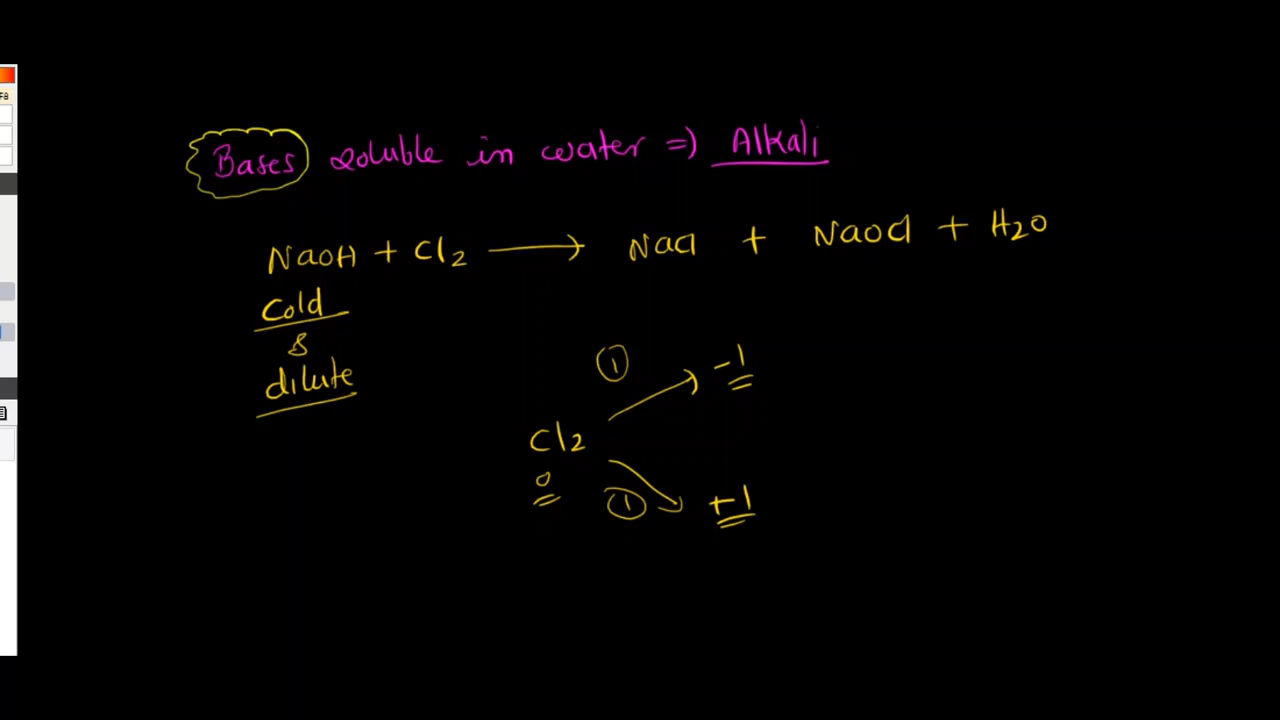 Bases soluble in water => Alkali
NaOH + Cl2 → NaCl + NaOCl + H2O
Cold
&
dilute
1
-1
Cl2
0
1
+1